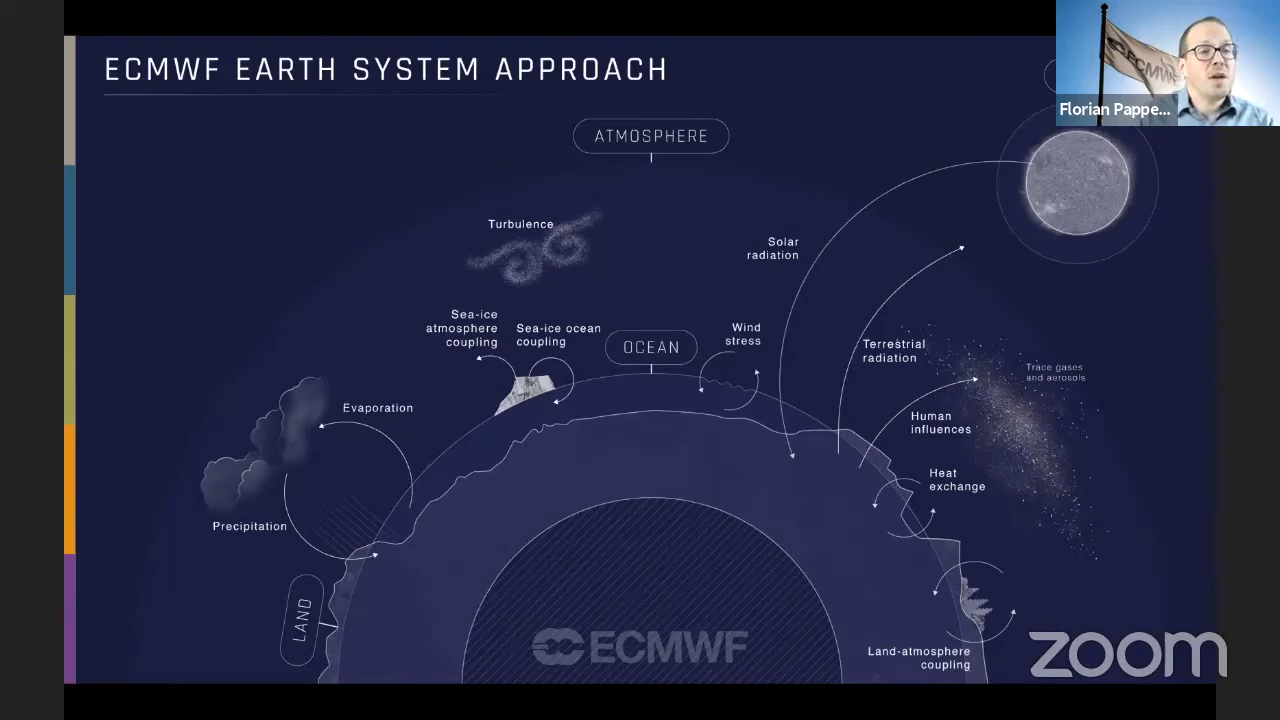 ECMWF EARTH SYSTEM APPROACH
ECMWF
Florian Pappe...
ATMOSPHERE
Turbulence
Solar
radiation
Sea-ice
atmosphere
coupling
Sea-ice ocean
coupling
OCEAN
Wind
stress
Terrestrial
radiation
Trace gases
and aerosols
Evaporation
Human
influences
Heat
exchange
Precipitation
LAND
ECMWF
Land-atmosphere
coupling
zoom